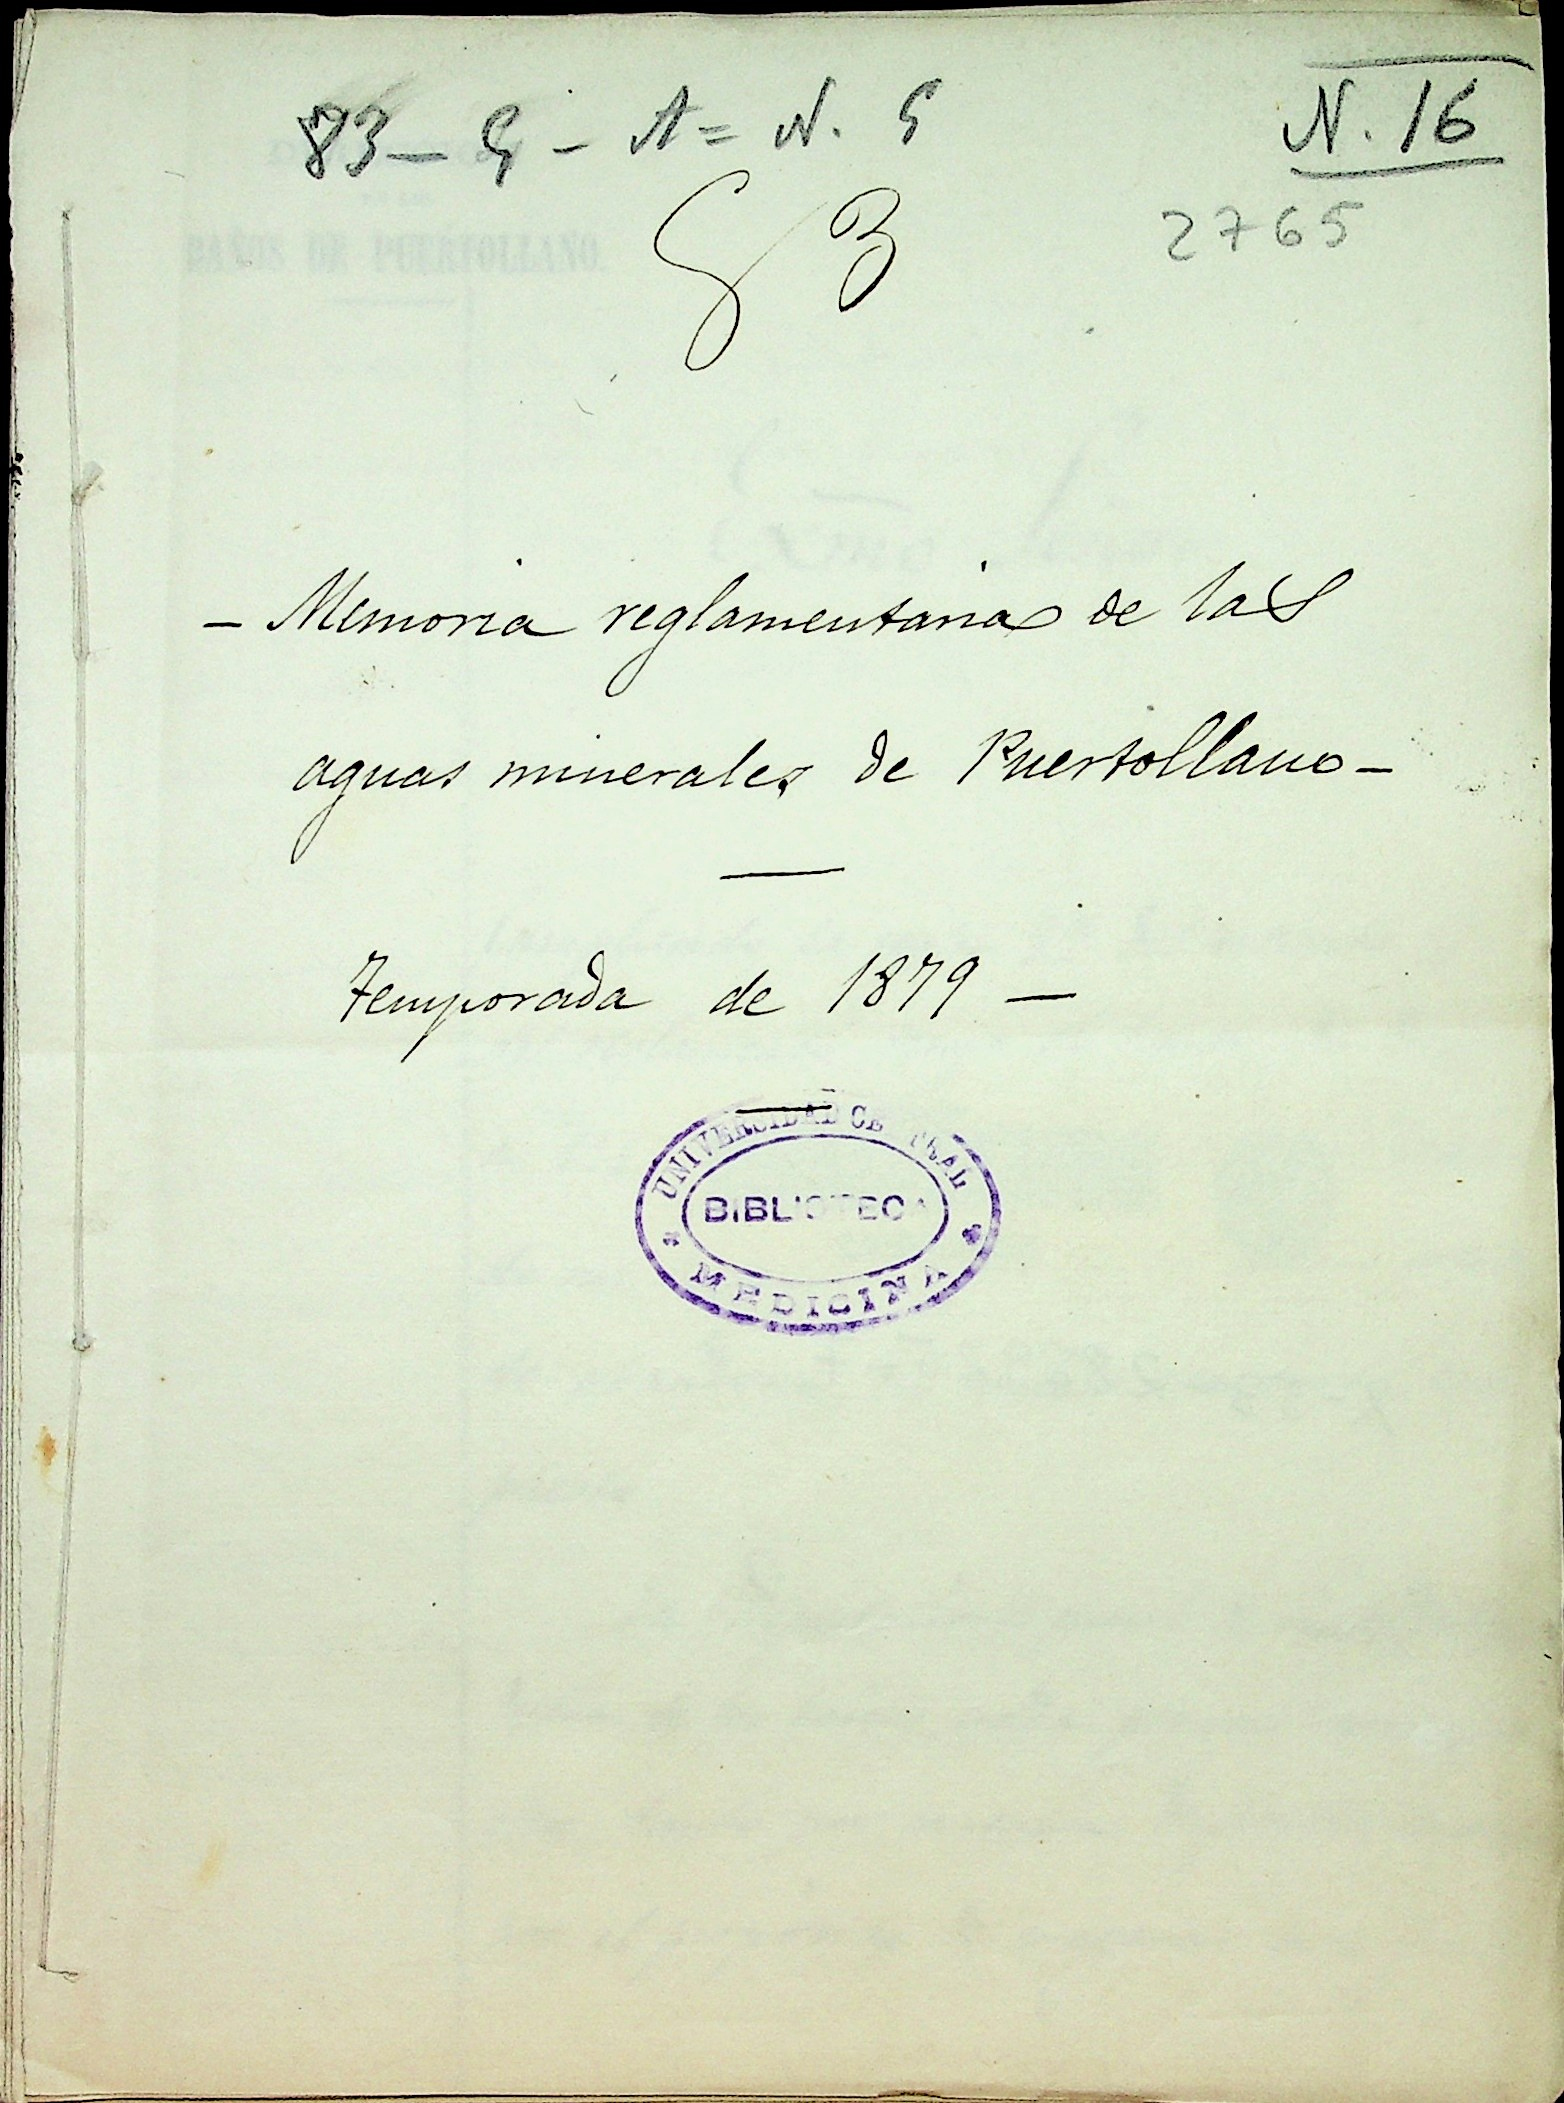 83 – 5 – A = N. 5
N. 16
2765
– Memoria reglamentaria de las
aguas minerales de Puertollano –
Temporada de 1879 –
UNIVERSIDAD CENTRAL
BIBLIOTECA
MEDICINA